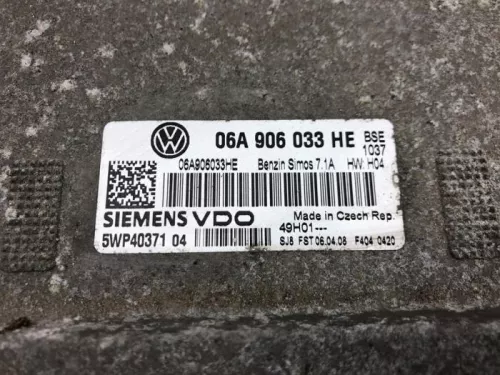 06A 906 033 HE BSE
1037
06A906033HE Benzin Simos 7.1A HW: H04
SIEMENS VDO Made in Czech Rep.
49H01---
5WP40371 04 SJ8 FST 06.04.08 F404 0420